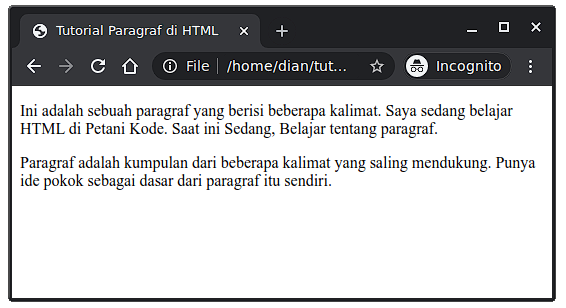 Tutorial Paragraf di HTML
File
/home/dian/tut...
Incognito
Ini adalah sebuah paragraf yang berisi beberapa kalimat. Saya sedang belajar
HTML di Petani Kode. Saat ini Sedang, Belajar tentang paragraf.
Paragraf adalah kumpulan dari beberapa kalimat yang saling mendukung. Punya
ide pokok sebagai dasar dari paragraf itu sendiri.